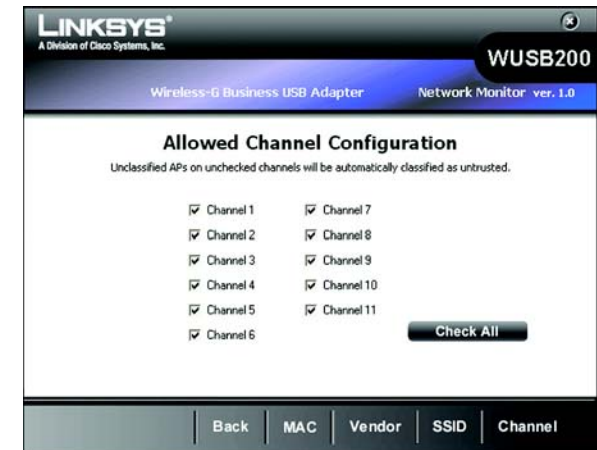 LINKSYS®
A Division of Cisco Systems, Inc.
WUSB200
Wireless-G Business USB Adapter Network Monitor ver. 1.0
Allowed Channel Configuration
Unclassified APs on unchecked channels will be automatically classified as untrusted.
Channel 1 Channel 7
Channel 2 Channel 8
Channel 3 Channel 9
Channel 4 Channel 10
Channel 5 Channel 11
Channel 6 Check All
Back MAC Vendor SSID Channel